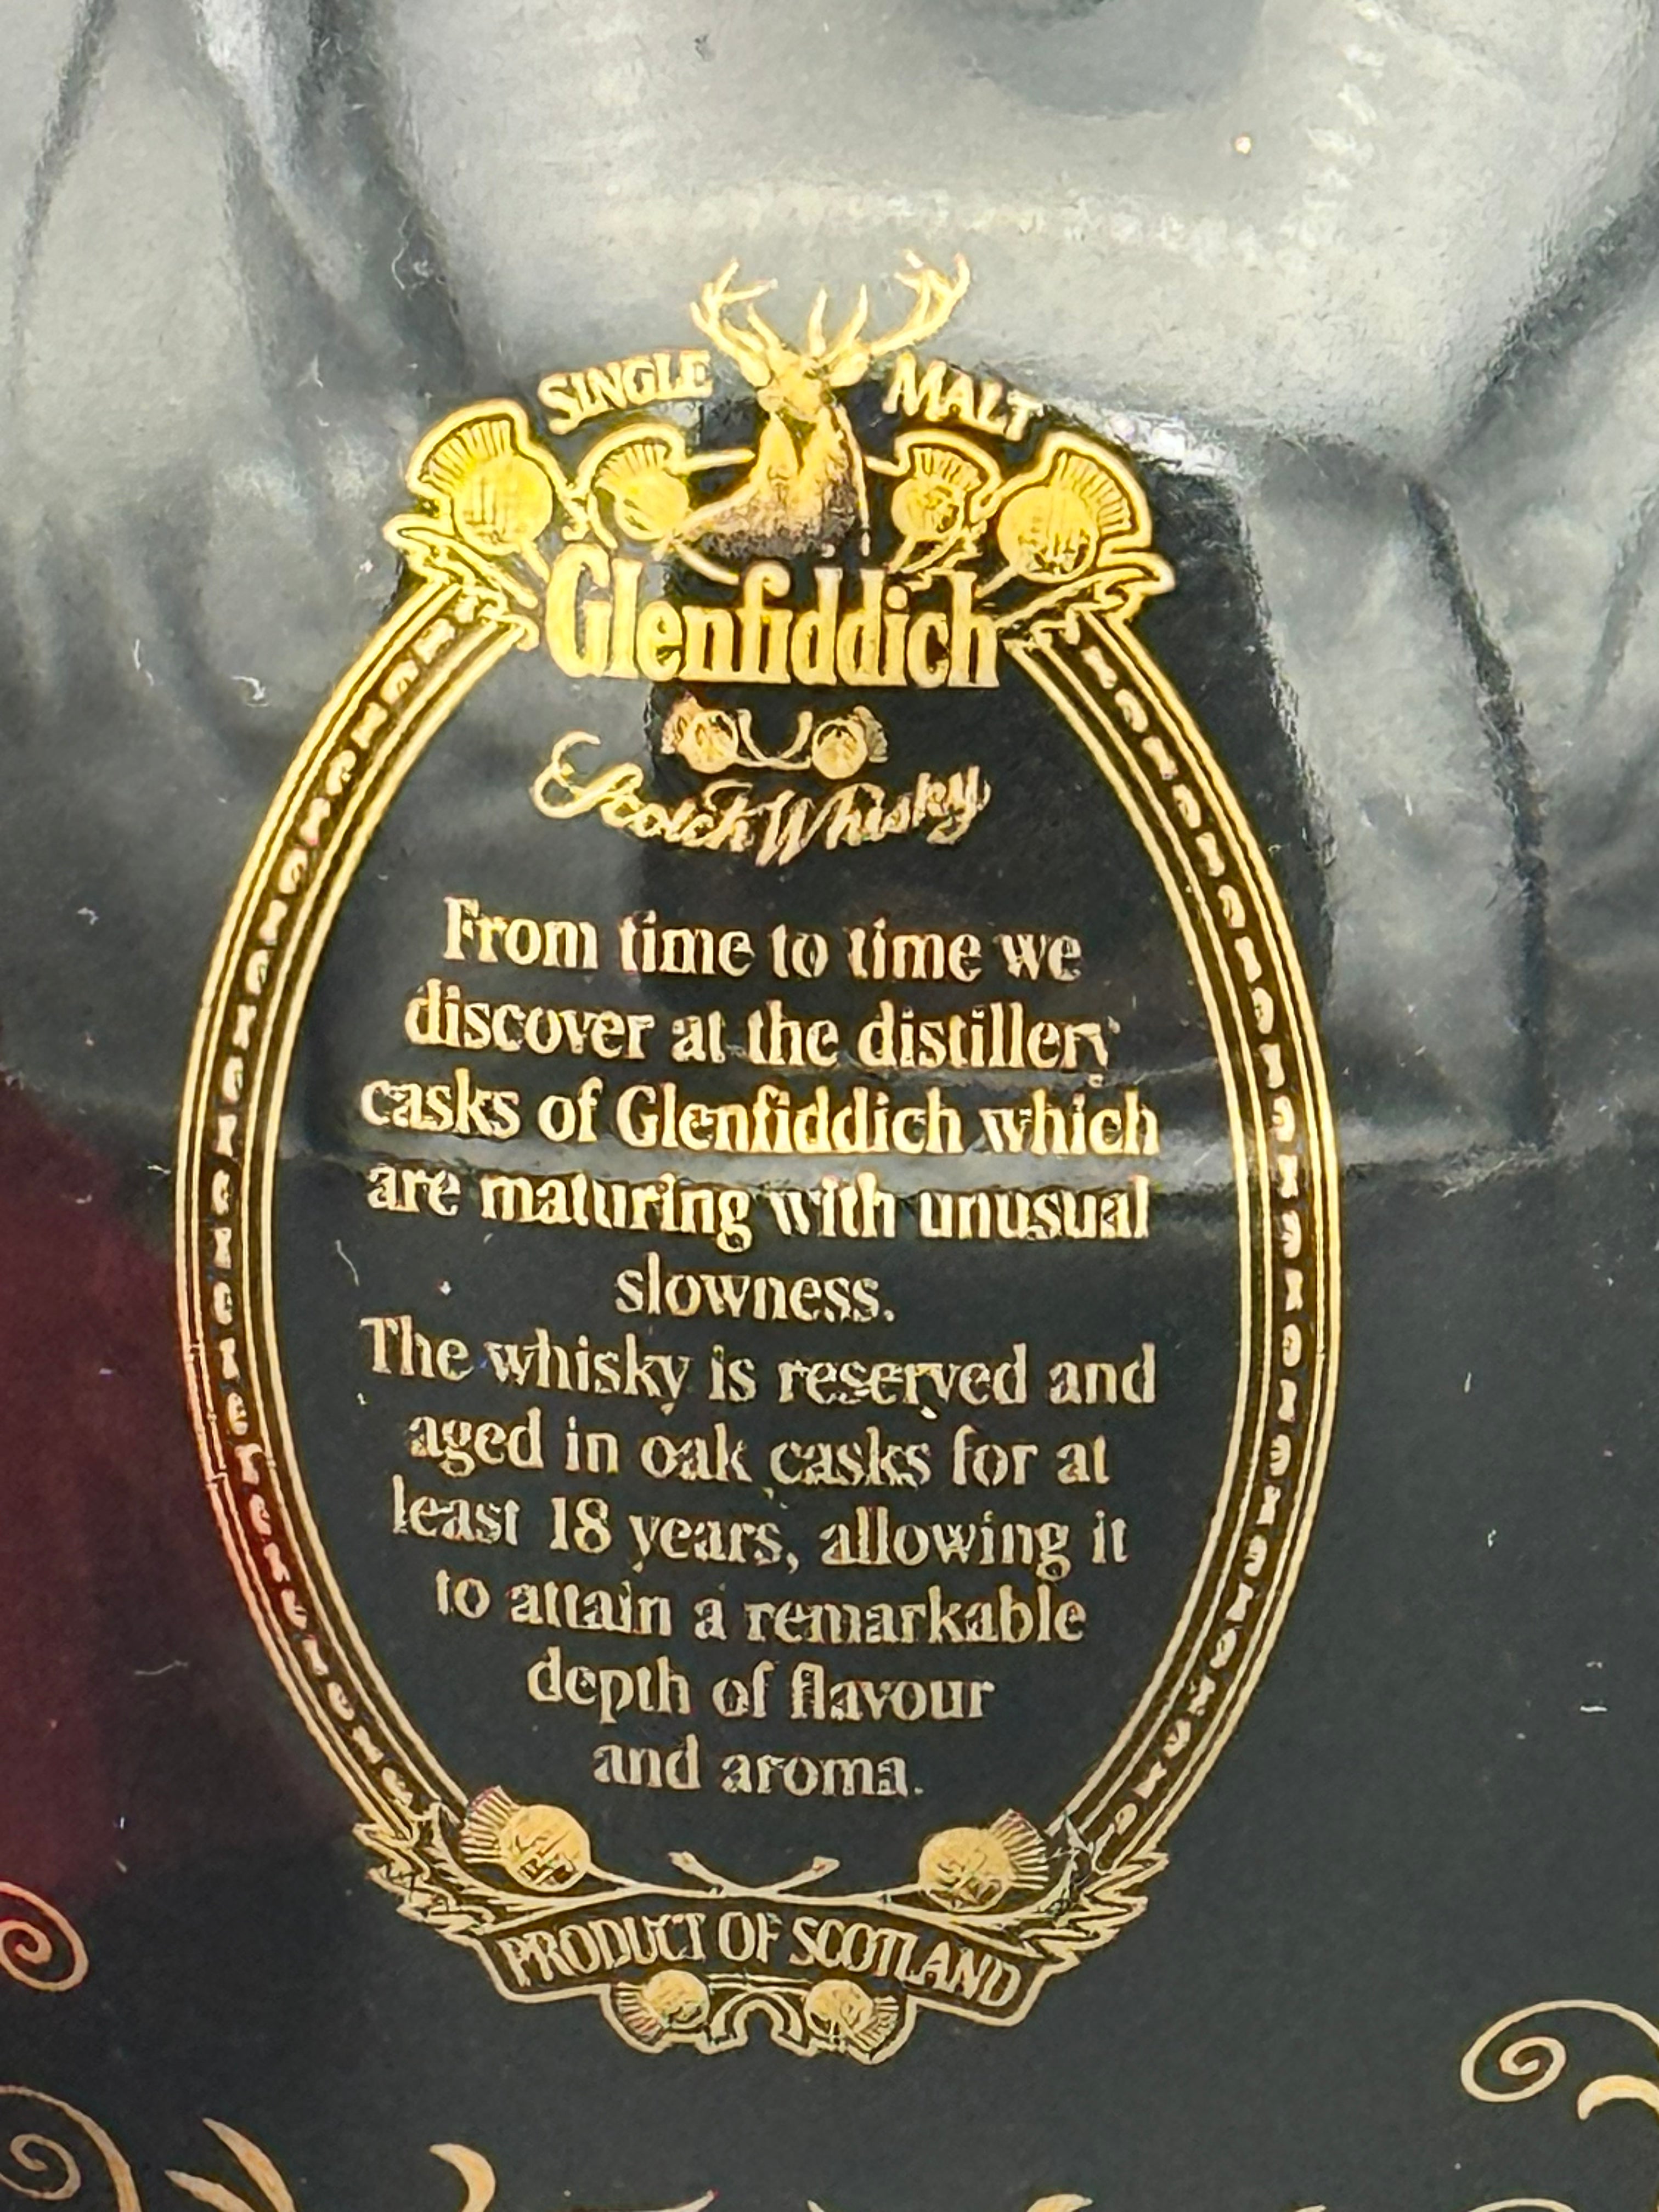 SINGLE MALT
Glenfiddich
Scotch Whisky
From time to time we
discover at the distillery
casks of Glenfiddich which
are maturing with unusual
slowness.
The whisky is reserved and
aged in oak casks for at
least 18 years, allowing it
to attain a remarkable
depth of flavour
and aroma.
PRODUCT OF SCOTLAND